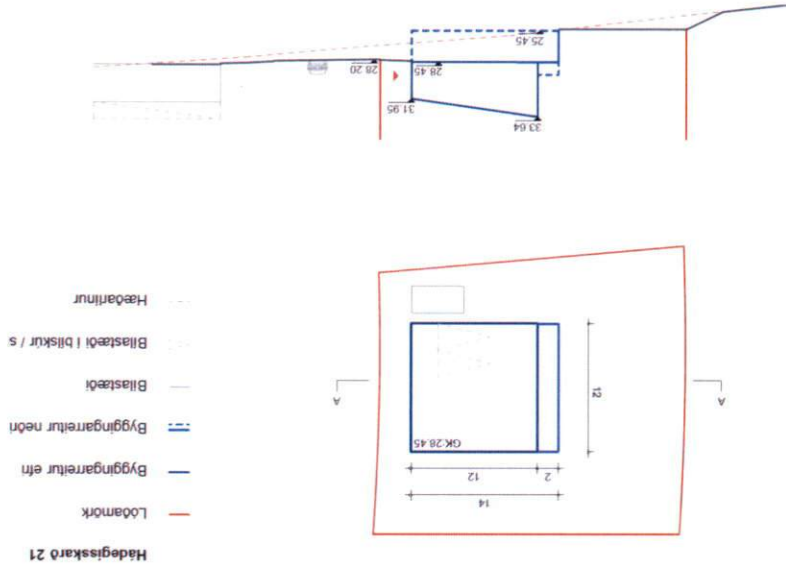 Hádegisskarð 21
Lóðamörk
Byggingarreitur efri
Byggingarreitur neðri
Bílastæði
Bílastæði í bílskúr / s
Hæðarlínur
14
2
12
GK:28.45
12
A
A
33.64
31.95
28.45
28.20
25.45